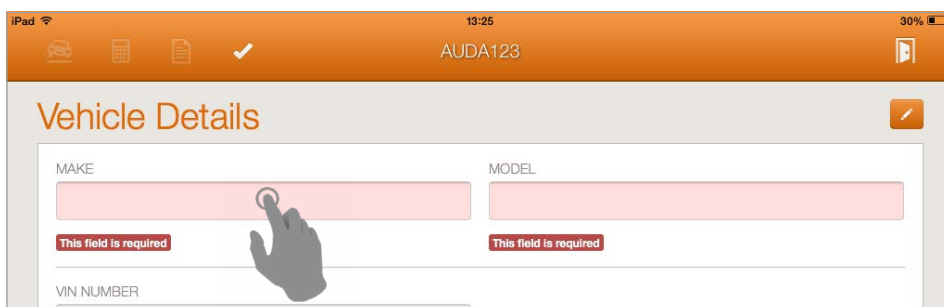 iPad 13:25 30%
AUDA123
Vehicle Details
MAKE MODEL
This field is required This field is required
VIN NUMBER